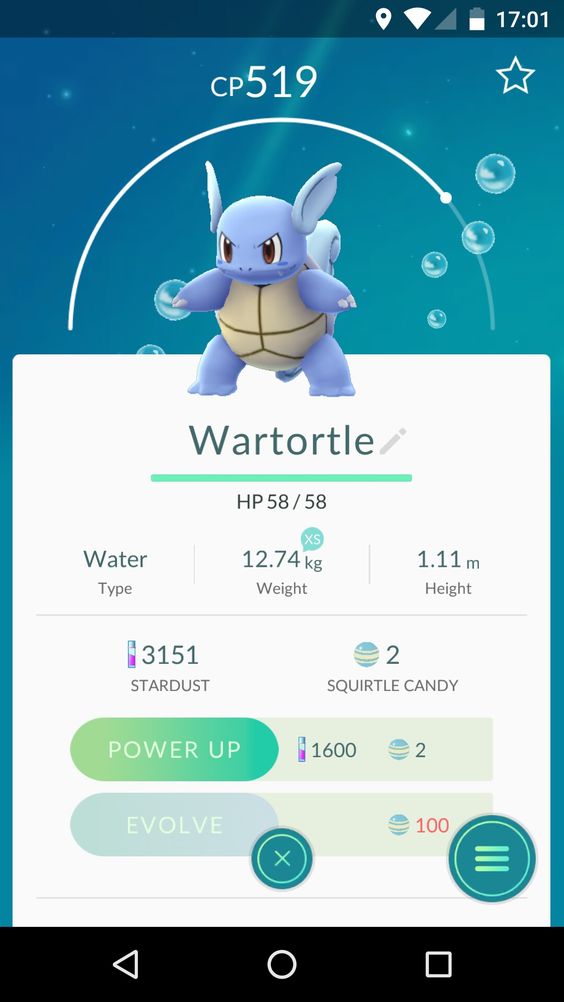 17:01
CP519
Wartortle
HP 58 / 58
Water
Type
XS
12.74 kg
Weight
1.11 m
Height
3151
STARDUST
2
SQUIRTLE CANDY
POWER UP 1600 2
EVOLVE 100